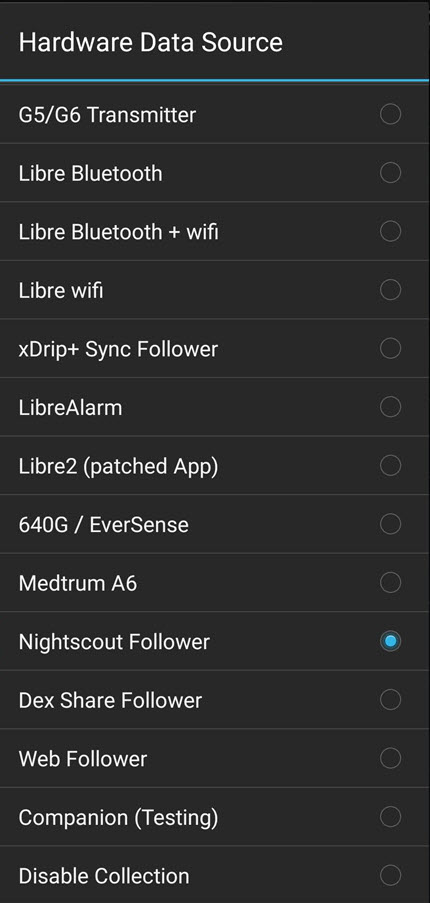 Hardware Data Source
G5/G6 Transmitter
Libre Bluetooth
Libre Bluetooth + wifi
Libre wifi
xDrip+ Sync Follower
LibreAlarm
Libre2 (patched App)
640G / EverSense
Medtrum A6
Nightscout Follower
Dex Share Follower
Web Follower
Companion (Testing)
Disable Collection